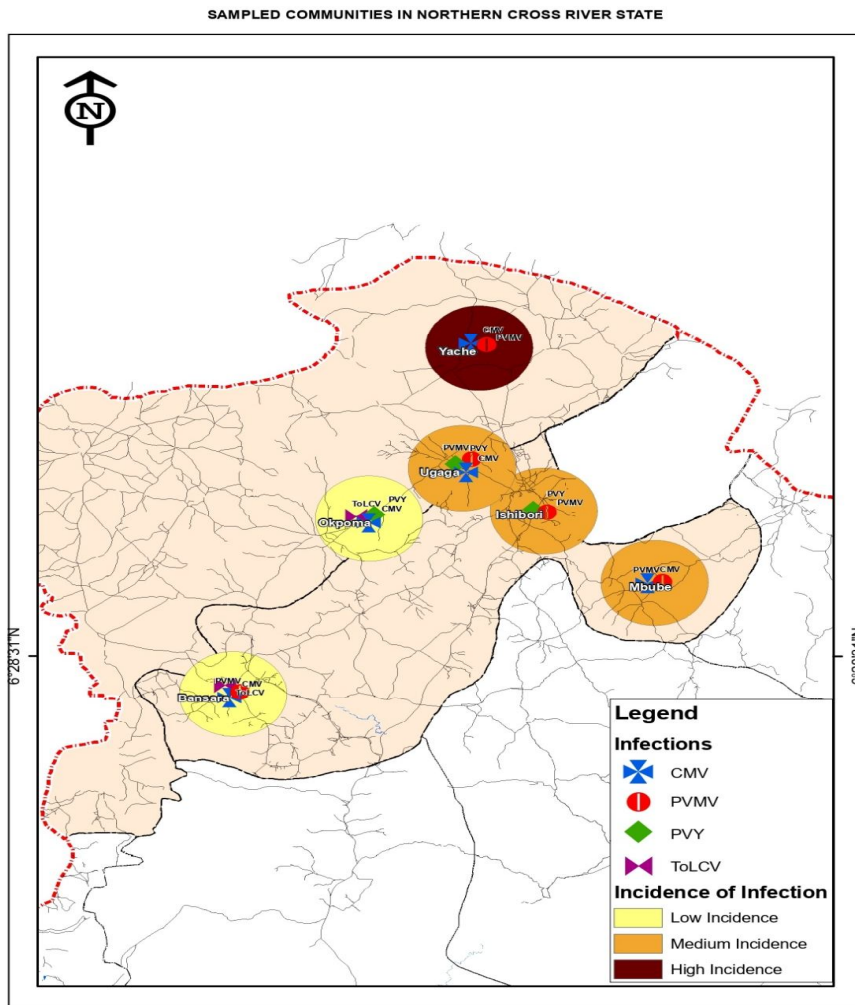 SAMPLED COMMUNITIES IN NORTHERN CROSS RIVER STATE
N
CMV
PVMV
Yache
PVMV PVY
CMV
Ugaga
ToLCV PVY
CMV
Okpoma
PVY
PVMV
Ishibori
PVMV CMV
Mbube
6°28'31"N
PVMV CMV
ToLCV
Bansara
Legend
Infections
CMV
PVMV
PVY
ToLCV
Incidence of Infection
Low Incidence
Medium Incidence
High Incidence